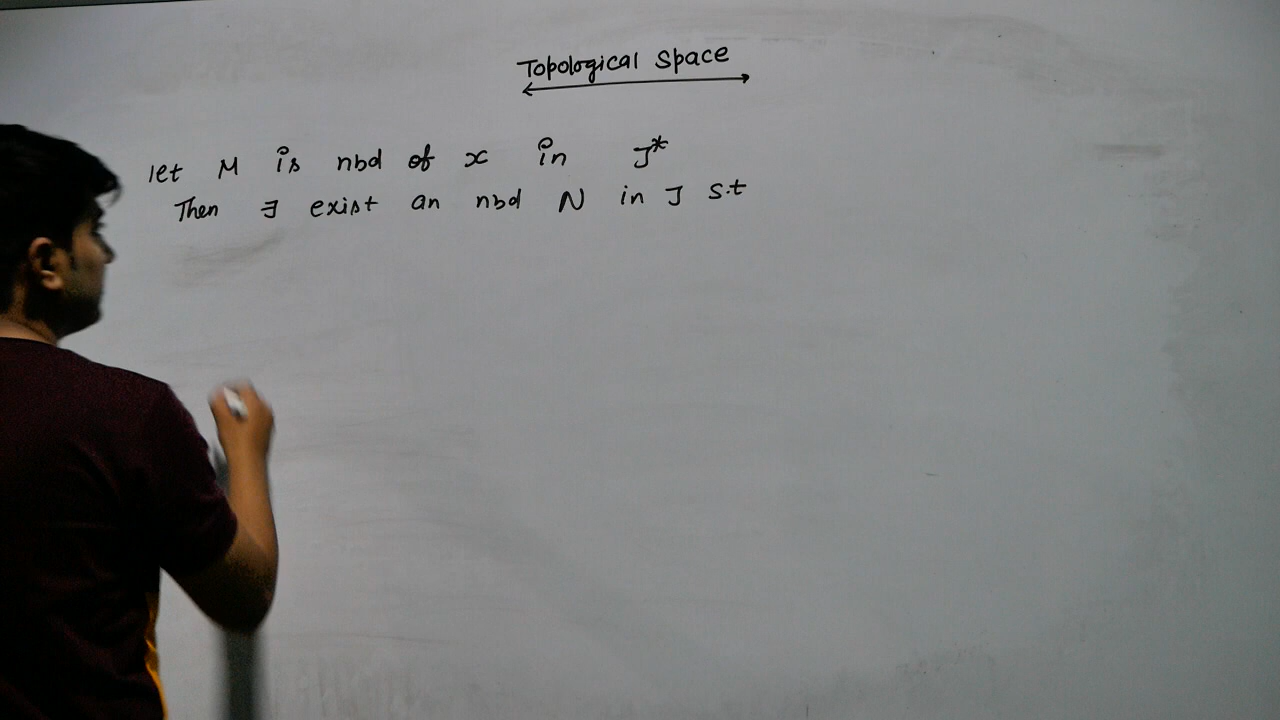 Topological Space
let M is nbd of x in J*
Then ∃ exist an nbd N in J s.t